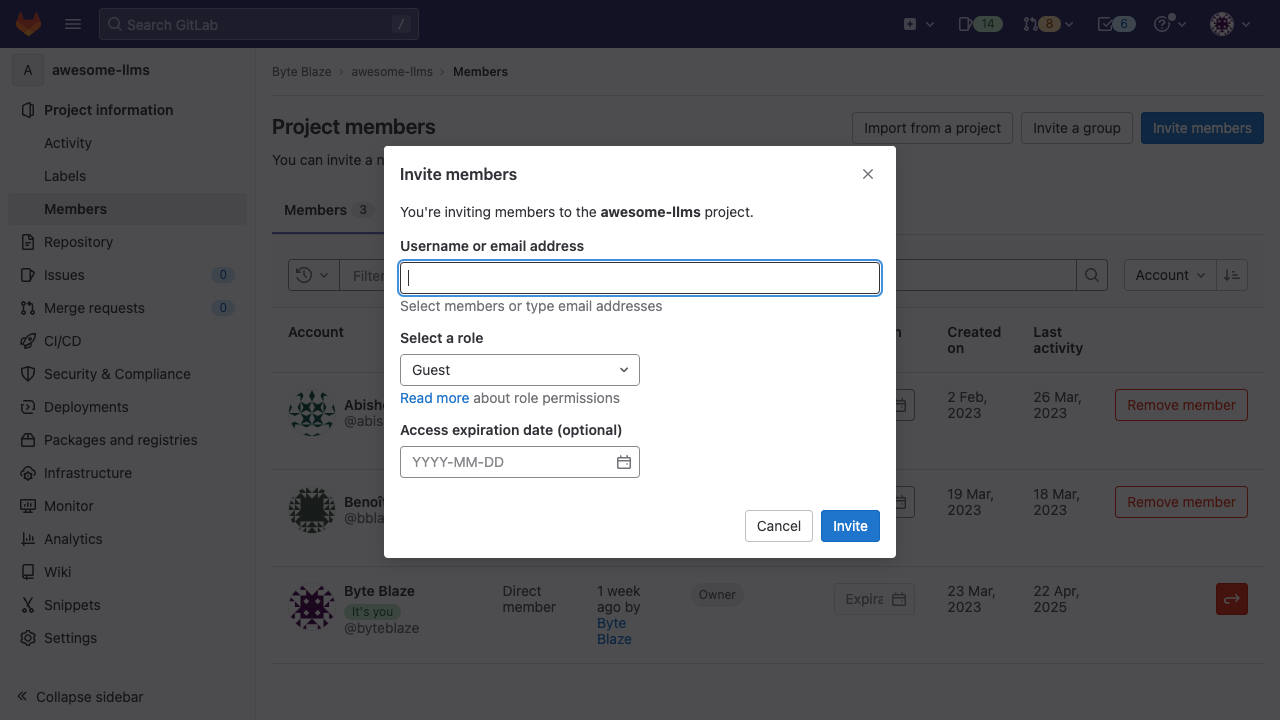 Search GitLab /
14
8
6
A awesome-llms
Project information
Activity
Labels
Members
Repository
Issues 0
Merge requests 0
CI/CD
Security & Compliance
Deployments
Packages and registries
Infrastructure
Monitor
Analytics
Wiki
Snippets
Settings
Collapse sidebar
Byte Blaze › awesome-llms › Members
Project members
Import from a project
Invite a group
Invite members
You can invite a
Members 3
Filter
Account
Account
Created on
Last activity
Invite members
You're inviting members to the awesome-llms project.
Username or email address
Select members or type email addresses
Select a role
Guest
Read more about role permissions
Access expiration date (optional)
YYYY-MM-DD
Cancel
Invite
Abishe
@abis
2 Feb, 2023
26 Mar, 2023
Remove member
Benoît
@bbla
19 Mar, 2023
18 Mar, 2023
Remove member
Byte Blaze
It's you
@byteblaze
Direct member
1 week ago by Byte Blaze
Owner
Expira
23 Mar, 2023
22 Apr, 2025